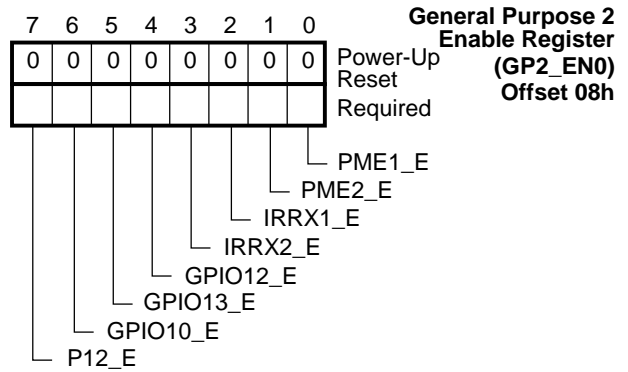 7 6 5 4 3 2 1 0
General Purpose 2
Enable Register
(GP2_EN0)
Offset 08h
0 0 0 0 0 0 0 0
Power-Up
Reset
Required
PME1_E
PME2_E
IRRX1_E
IRRX2_E
GPIO12_E
GPIO13_E
GPIO10_E
P12_E